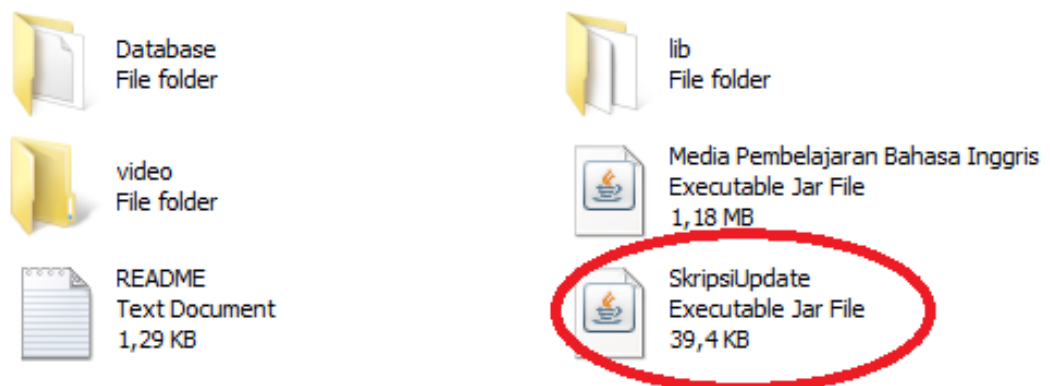 Database
File folder
lib
File folder
video
File folder
Media Pembelajaran Bahasa Inggris
Executable Jar File
1,18 MB
README
Text Document
1,29 KB
SkripsiUpdate
Executable Jar File
39,4 KB